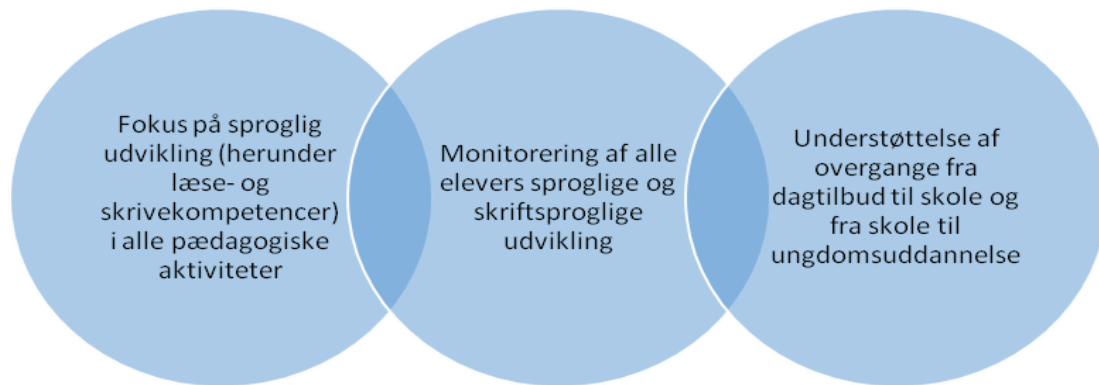 Fokus på sproglig
udvikling (herunder
læse- og
skrivekompetencer)
i alle pædagogiske
aktiviteter
Monitorering af alle
elevers sproglige og
skriftsproglige
udvikling
Understøttelse af
overgange fra
dagtilbud til skole og
fra skole til
ungdomsuddannelse